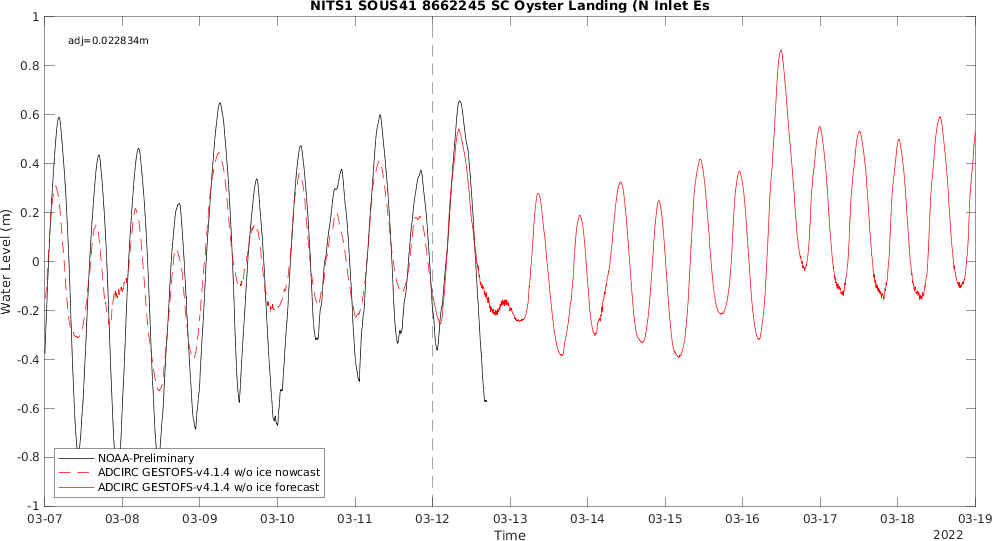 NITS1 SOUS41 8662245 SC Oyster Landing (N Inlet Es
adj=0.022834m
Water Level (m)
1
0.8
0.6
0.4
0.2
0
-0.2
-0.4
-0.6
-0.8
-1
NOAA-Preliminary
ADCIRC GESTOFS-v4.1.4 w/o ice nowcast
ADCIRC GESTOFS-v4.1.4 w/o ice forecast
03-07 03-08 03-09 03-10 03-11 03-12 03-13 03-14 03-15 03-16 03-17 03-18 03-19
Time
2022